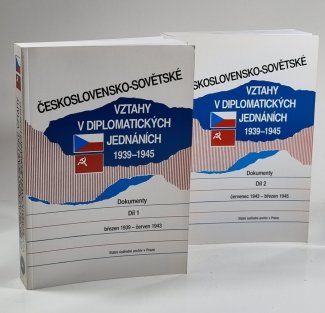 ČESKOSLOVENSKO-SOVĚTSKÉ
VZTAHY
V DIPLOMATICKÝCH
JEDNÁNÍCH
1939–1945
Dokumenty
Díl 1
březen 1939 – červen 1943
Státní ústřední archiv v Praze
ČESKOSLOVENSKO-SOVĚTSKÉ
VZTAHY
V DIPLOMATICKÝCH
JEDNÁNÍCH
1939–1945
Dokumenty
Díl 2
červenec 1943 – březen 1945
Státní ústřední archiv v Praze